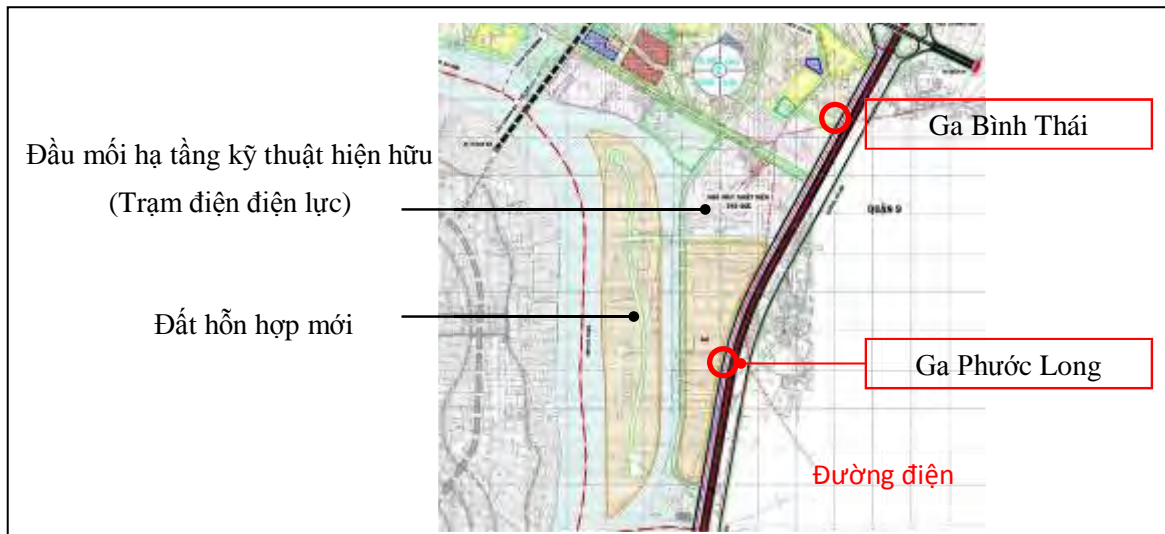 Ga Bình Thái
Đầu mối hạ tầng kỹ thuật hiện hữu
(Trạm điện điện lực)
QUẬN 9
Đất hỗn hợp mới
Ga Phước Long
Đường điện